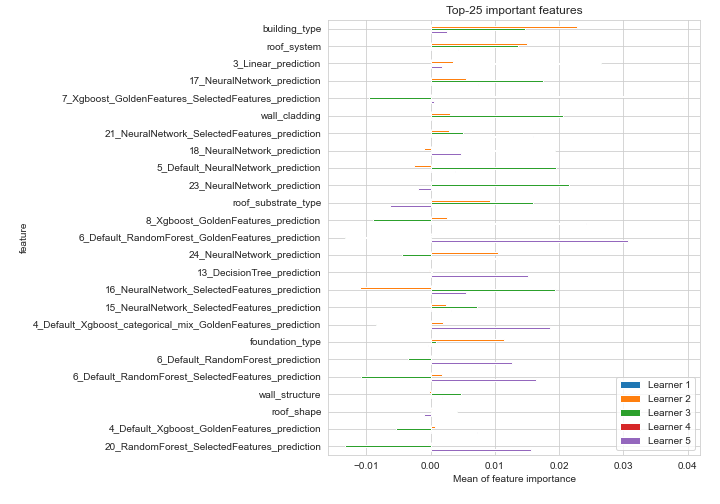 Top-25 important features
building_type
roof_system
3_Linear_prediction
17_NeuralNetwork_prediction
7_Xgboost_GoldenFeatures_SelectedFeatures_prediction
wall_cladding
21_NeuralNetwork_SelectedFeatures_prediction
18_NeuralNetwork_prediction
5_Default_NeuralNetwork_prediction
23_NeuralNetwork_prediction
roof_substrate_type
8_Xgboost_GoldenFeatures_prediction
6_Default_RandomForest_GoldenFeatures_prediction
24_NeuralNetwork_prediction
13_DecisionTree_prediction
16_NeuralNetwork_SelectedFeatures_prediction
15_NeuralNetwork_SelectedFeatures_prediction
4_Default_Xgboost_categorical_mix_GoldenFeatures_prediction
foundation_type
6_Default_RandomForest_prediction
6_Default_RandomForest_SelectedFeatures_prediction
wall_structure
roof_shape
4_Default_Xgboost_GoldenFeatures_prediction
20_RandomForest_SelectedFeatures_prediction
feature
Learner 1
Learner 2
Learner 3
Learner 4
Learner 5
−0.01 0.00 0.01 0.02 0.03 0.04
Mean of feature importance